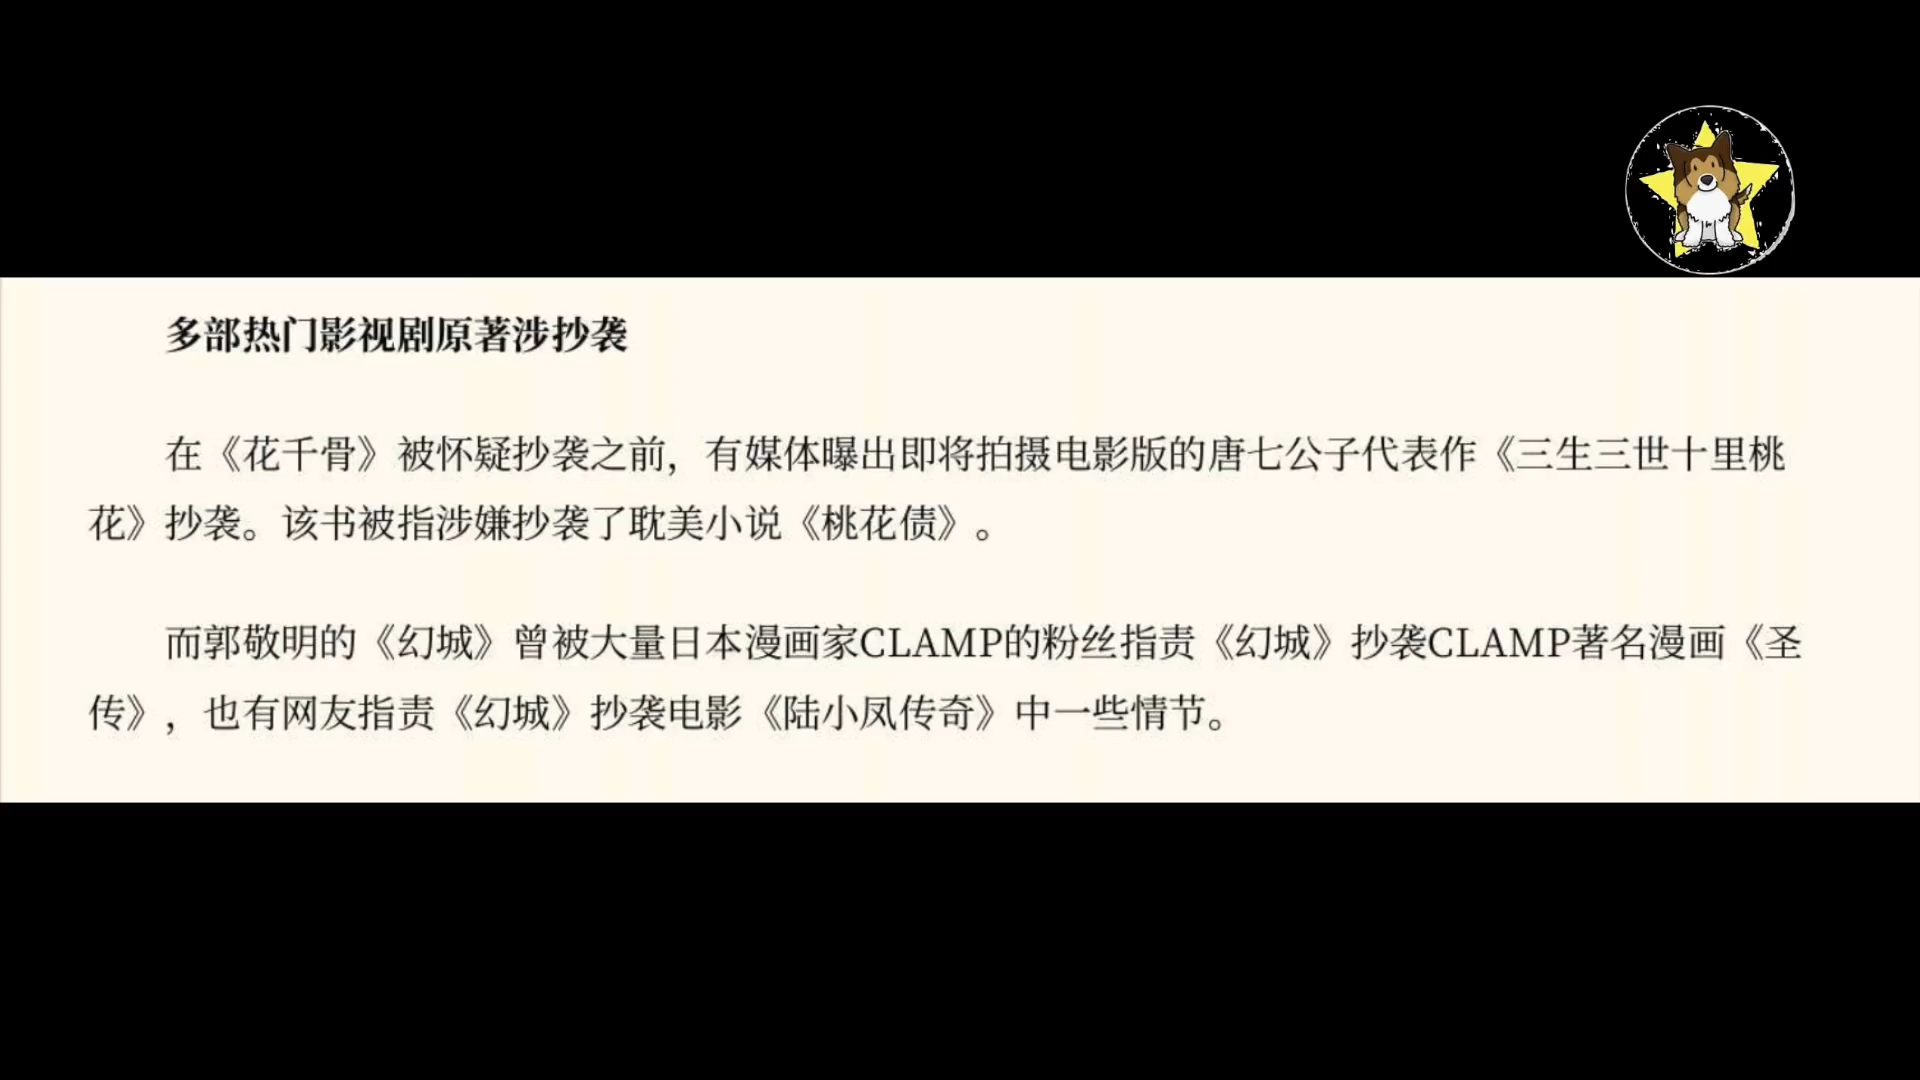 多部热门影视剧原著涉抄袭
在《花千骨》被怀疑抄袭之前，有媒体曝出即将拍摄电影版的唐七公子代表作《三生三世十里桃
花》抄袭。该书被指涉嫌抄袭了耽美小说《桃花债》。
而郭敬明的《幻城》曾被大量日本漫画家CLAMP的粉丝指责《幻城》抄袭CLAMP著名漫画《圣
传》，也有网友指责《幻城》抄袭电影《陆小凤传奇》中一些情节。